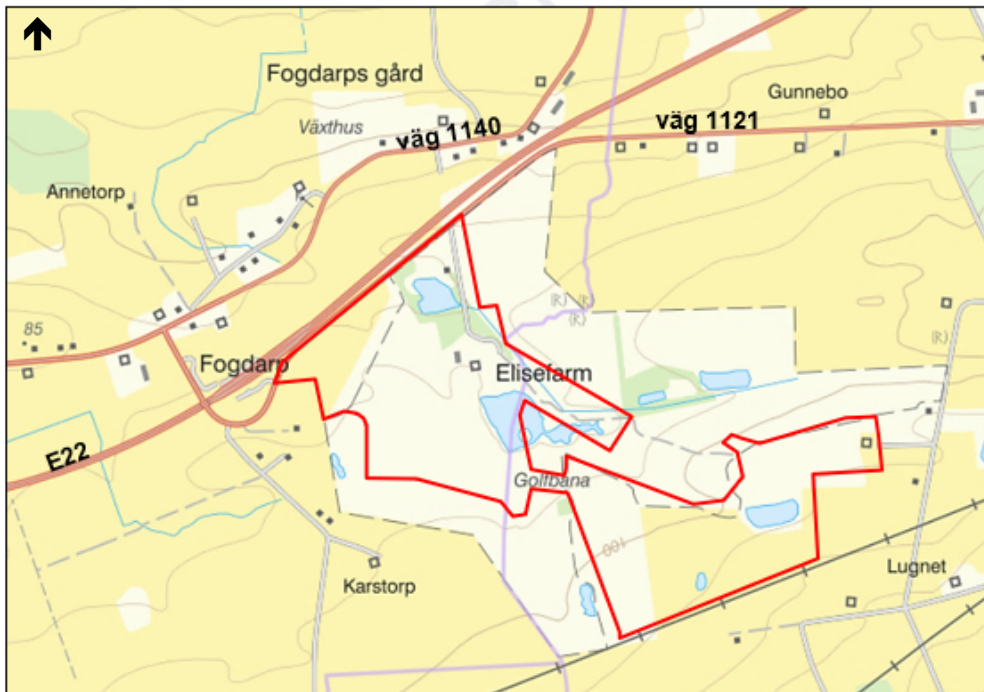 Fogdarps gård
Gunnebo
Växthus
väg 1140
väg 1121
Annetorp
(R) (R)
(R)
(R)
85
Fogdarp
Elisefarm
E22
Golfbana
100
Karstorp
Lugnet